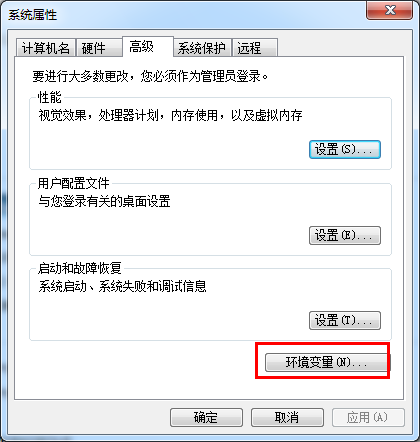 系统属性
计算机名 硬件 高级 系统保护 远程
要进行大多数更改，您必须作为管理员登录。
性能
视觉效果，处理器计划，内存使用，以及虚拟内存
设置(S)...
用户配置文件
与您登录有关的桌面设置
设置(E)...
启动和故障恢复
系统启动、系统失败和调试信息
设置(T)...
环境变量(N)...
确定 取消 应用(A)